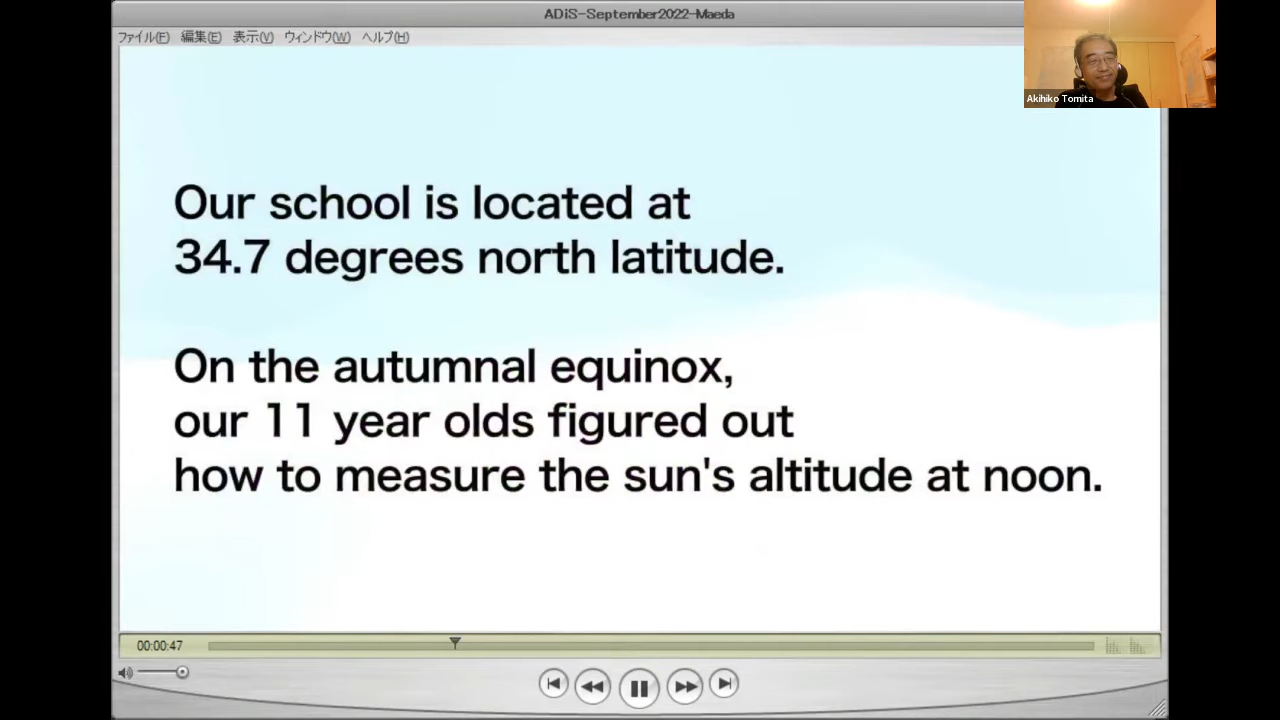 ADiS-September2022-Maeda
ファイル(F) 編集(E) 表示(V) ウィンドウ(W) ヘルプ(H)
Akihiko Tomita
Our school is located at
34.7 degrees north latitude.
On the autumnal equinox,
our 11 year olds figured out
how to measure the sun's altitude at noon.
00:00:47